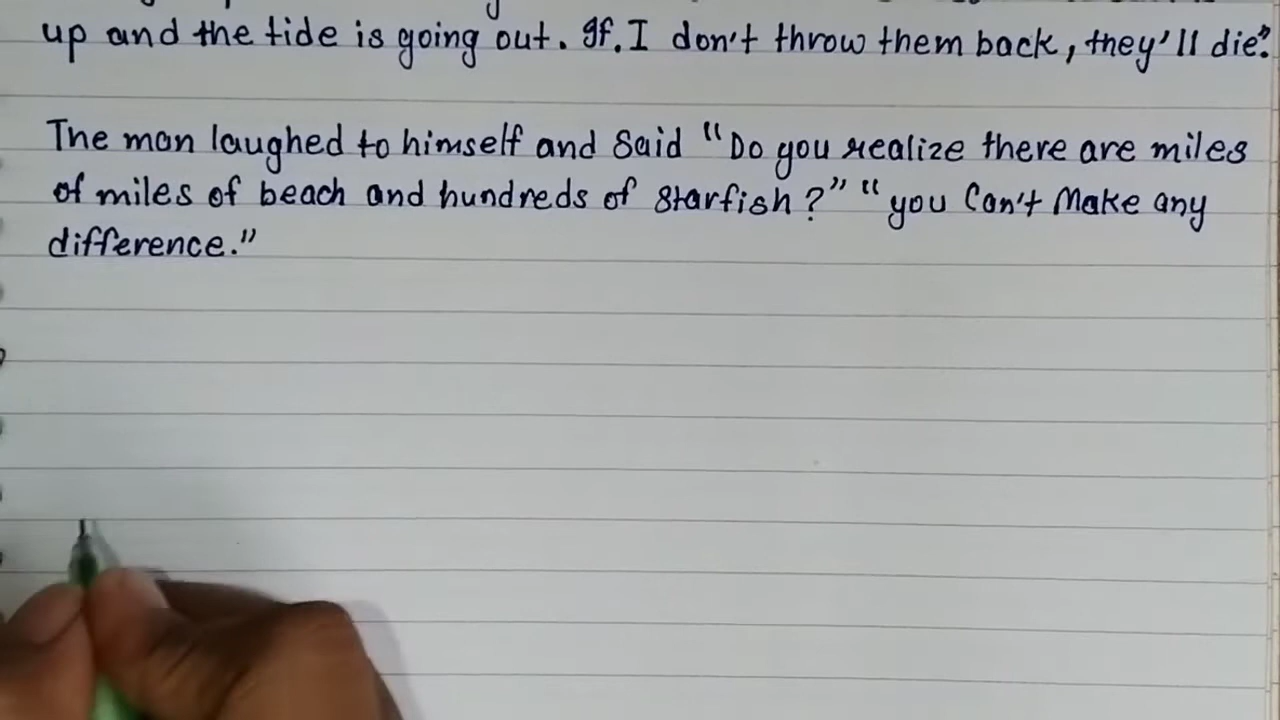 up and the tide is going out. If. I don't throw them back, they'll die".
The man laughed to himself and Said "Do you realize there are miles
of miles of beach and hundreds of Starfish?" "you Can't Make any
difference."